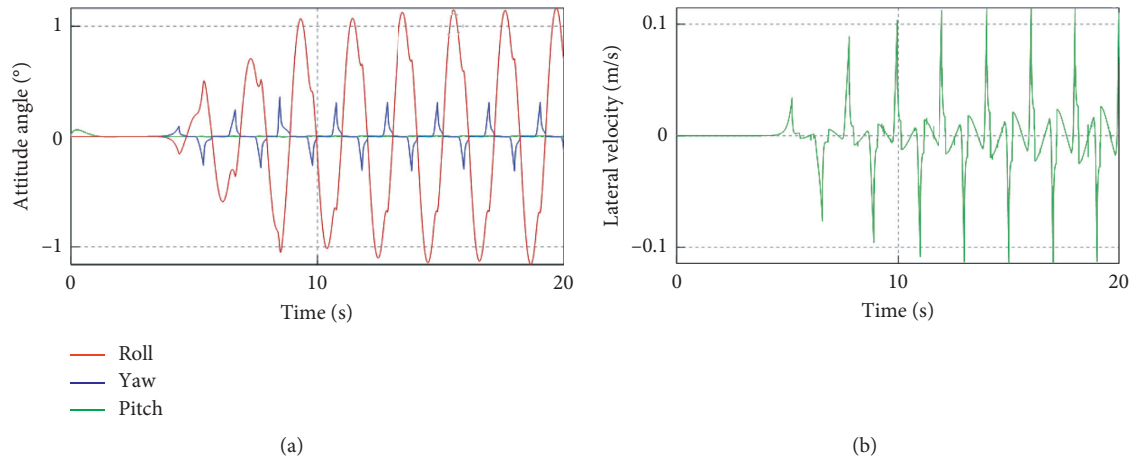 1
0
−1
Attitude angle (°)
0
10
20
Time (s)
Roll
Yaw
Pitch
(a)
0.1
0
−0.1
Lateral velocity (m/s)
0
10
20
Time (s)
(b)